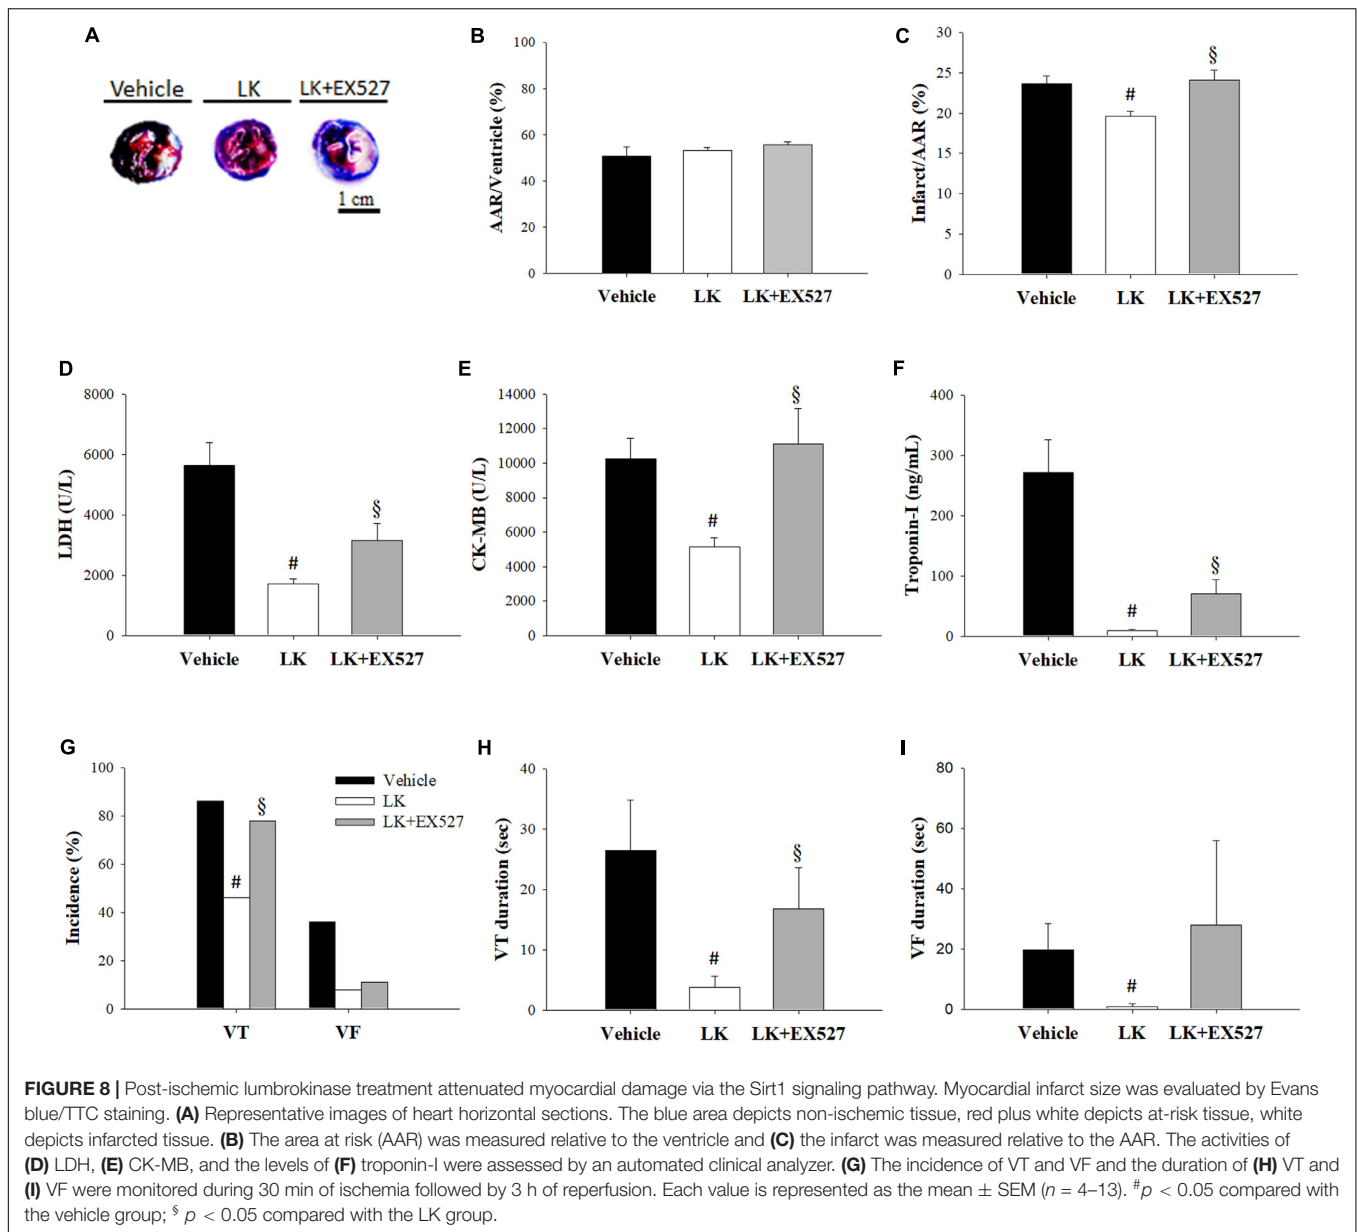 A
Vehicle LK LK+EX527
1 cm
B
AAR/Ventricle (%)
100
80
60
40
20
0
Vehicle LK LK+EX527
C
Infarct/AAR (%)
30
25
20
15
10
5
0
#
§
Vehicle LK LK+EX527
D
LDH (U/L)
8000
6000
4000
2000
0
#
§
Vehicle LK LK+EX527
E
CK-MB (U/L)
14000
12000
10000
8000
6000
4000
2000
0
#
§
Vehicle LK LK+EX527
F
Troponin-I (ng/mL)
400
300
200
100
0
#
§
Vehicle LK LK+EX527
G
Incidence (%)
100
80
60
40
20
0
#
§
Vehicle
LK
LK+EX527
VT VF
H
VT duration (sec)
40
30
20
10
0
#
§
Vehicle LK LK+EX527
I
VF duration (sec)
80
60
40
20
0
#
Vehicle LK LK+EX527
FIGURE 8 | Post-ischemic lumbrokinase treatment attenuated myocardial damage via the Sirt1 signaling pathway. Myocardial infarct size was evaluated by Evans
blue/TTC staining. (A) Representative images of heart horizontal sections. The blue area depicts non-ischemic tissue, red plus white depicts at-risk tissue, white
depicts infarcted tissue. (B) The area at risk (AAR) was measured relative to the ventricle and (C) the infarct was measured relative to the AAR. The activities of
(D) LDH, (E) CK-MB, and the levels of (F) troponin-I were assessed by an automated clinical analyzer. (G) The incidence of VT and VF and the duration of (H) VT and
(I) VF were monitored during 30 min of ischemia followed by 3 h of reperfusion. Each value is represented as the mean ± SEM (n = 4–13). #p < 0.05 compared with
the vehicle group; § p < 0.05 compared with the LK group.